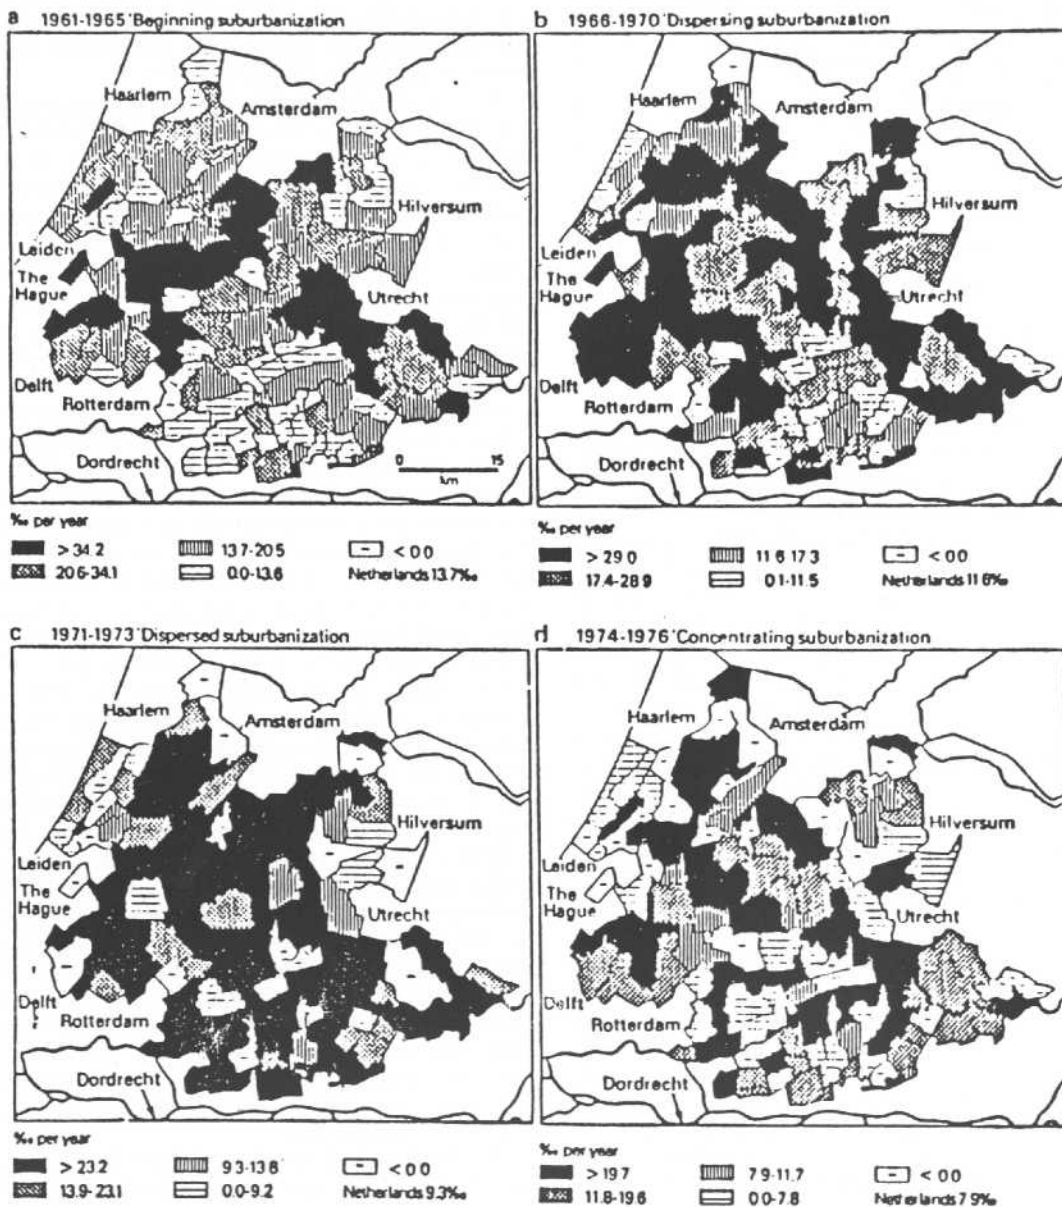 a 1961-1965 'Beginning suburbanization
Haarlem
Amsterdam
Hilversum
Leiden
The
Hague
Utrecht
Delft
Rotterdam
Dordrecht
0 15
km
‰ per year
> 34.2
13.7-20.5
< 0.0
20.6-34.1
0.0-13.6
Netherlands 13.7‰
b 1966-1970 'Dispersing suburbanization
Haarlem
Amsterdam
Hilversum
Leiden
The
Hague
Utrecht
Delft
Rotterdam
Dordrecht
‰ per year
> 29.0
11.6-17.3
< 0.0
17.4-28.9
0.1-11.5
Netherlands 11.6‰
c 1971-1973 'Dispersed suburbanization
Haarlem
Amsterdam
Hilversum
Leiden
The
Hague
Utrecht
Delft
Rotterdam
Dordrecht
‰ per year
> 23.2
9.3-13.8
< 0.0
13.9-23.1
0.0-9.2
Netherlands 9.3‰
d 1974-1976 'Concentrating suburbanization
Haarlem
Amsterdam
Hilversum
Leiden
The
Hague
Utrecht
Delft
Rotterdam
Dordrecht
‰ per year
> 19.7
7.9-11.7
< 0.0
11.8-19.6
0.0-7.8
Netherlands 7.9‰